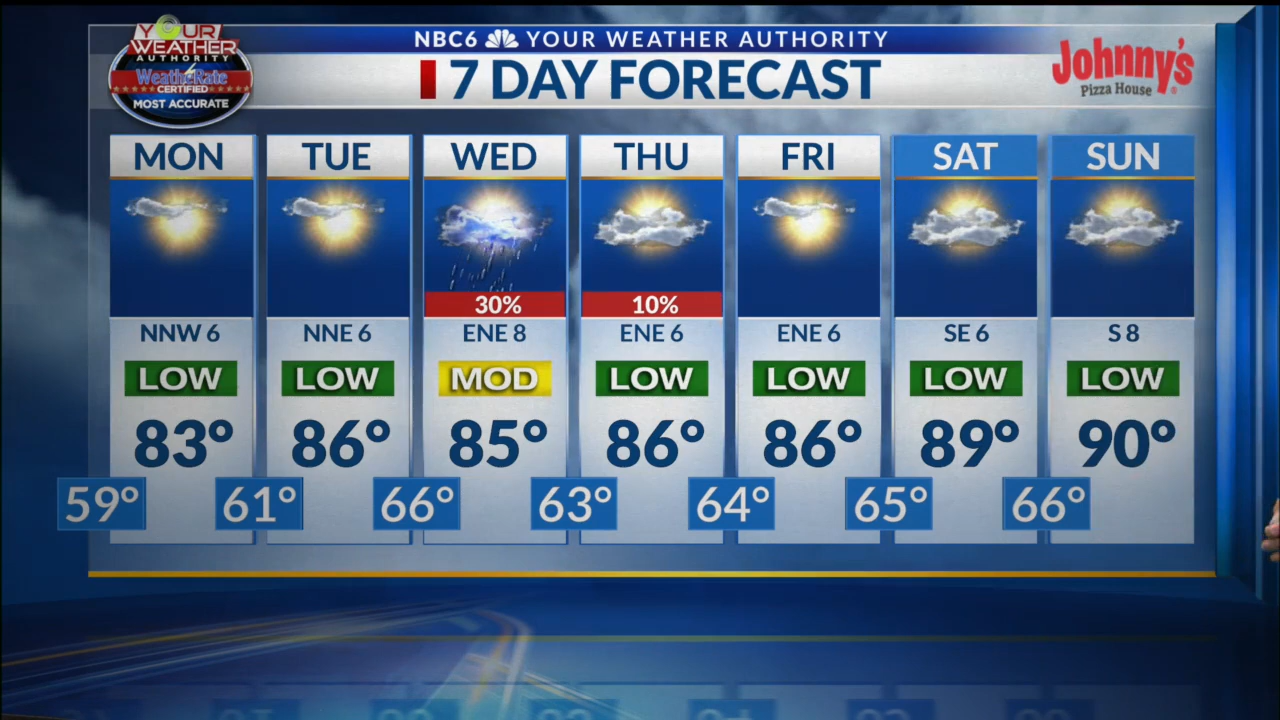 YOUR
WEATHER
AUTHORITY
WeatheRate
CERTIFIED
MOST ACCURATE
NBC6 YOUR WEATHER AUTHORITY
7 DAY FORECAST
Johnny's
Pizza House
MON TUE WED THU FRI SAT SUN
30% 10%
NNW 6 NNE 6 ENE 8 ENE 6 ENE 6 SE 6 S 8
LOW LOW MOD LOW LOW LOW LOW
83° 86° 85° 86° 86° 89° 90°
59° 61° 66° 63° 64° 65° 66°